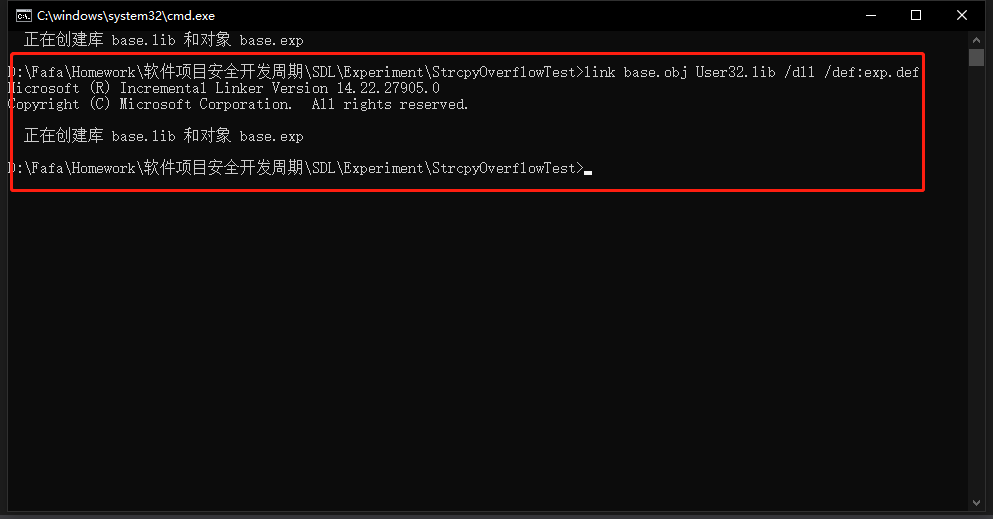 C:\windows\system32\cmd.exe
正在创建库 base.lib 和对象 base.exp
D:\Fafa\Homework\软件项目安全开发周期\SDL\Experiment\StrcpyOverflowTest>link base.obj User32.lib /dll /def:exp.def
Microsoft (R) Incremental Linker Version 14.22.27905.0
Copyright (C) Microsoft Corporation.  All rights reserved.
正在创建库 base.lib 和对象 base.exp
D:\Fafa\Homework\软件项目安全开发周期\SDL\Experiment\StrcpyOverflowTest>